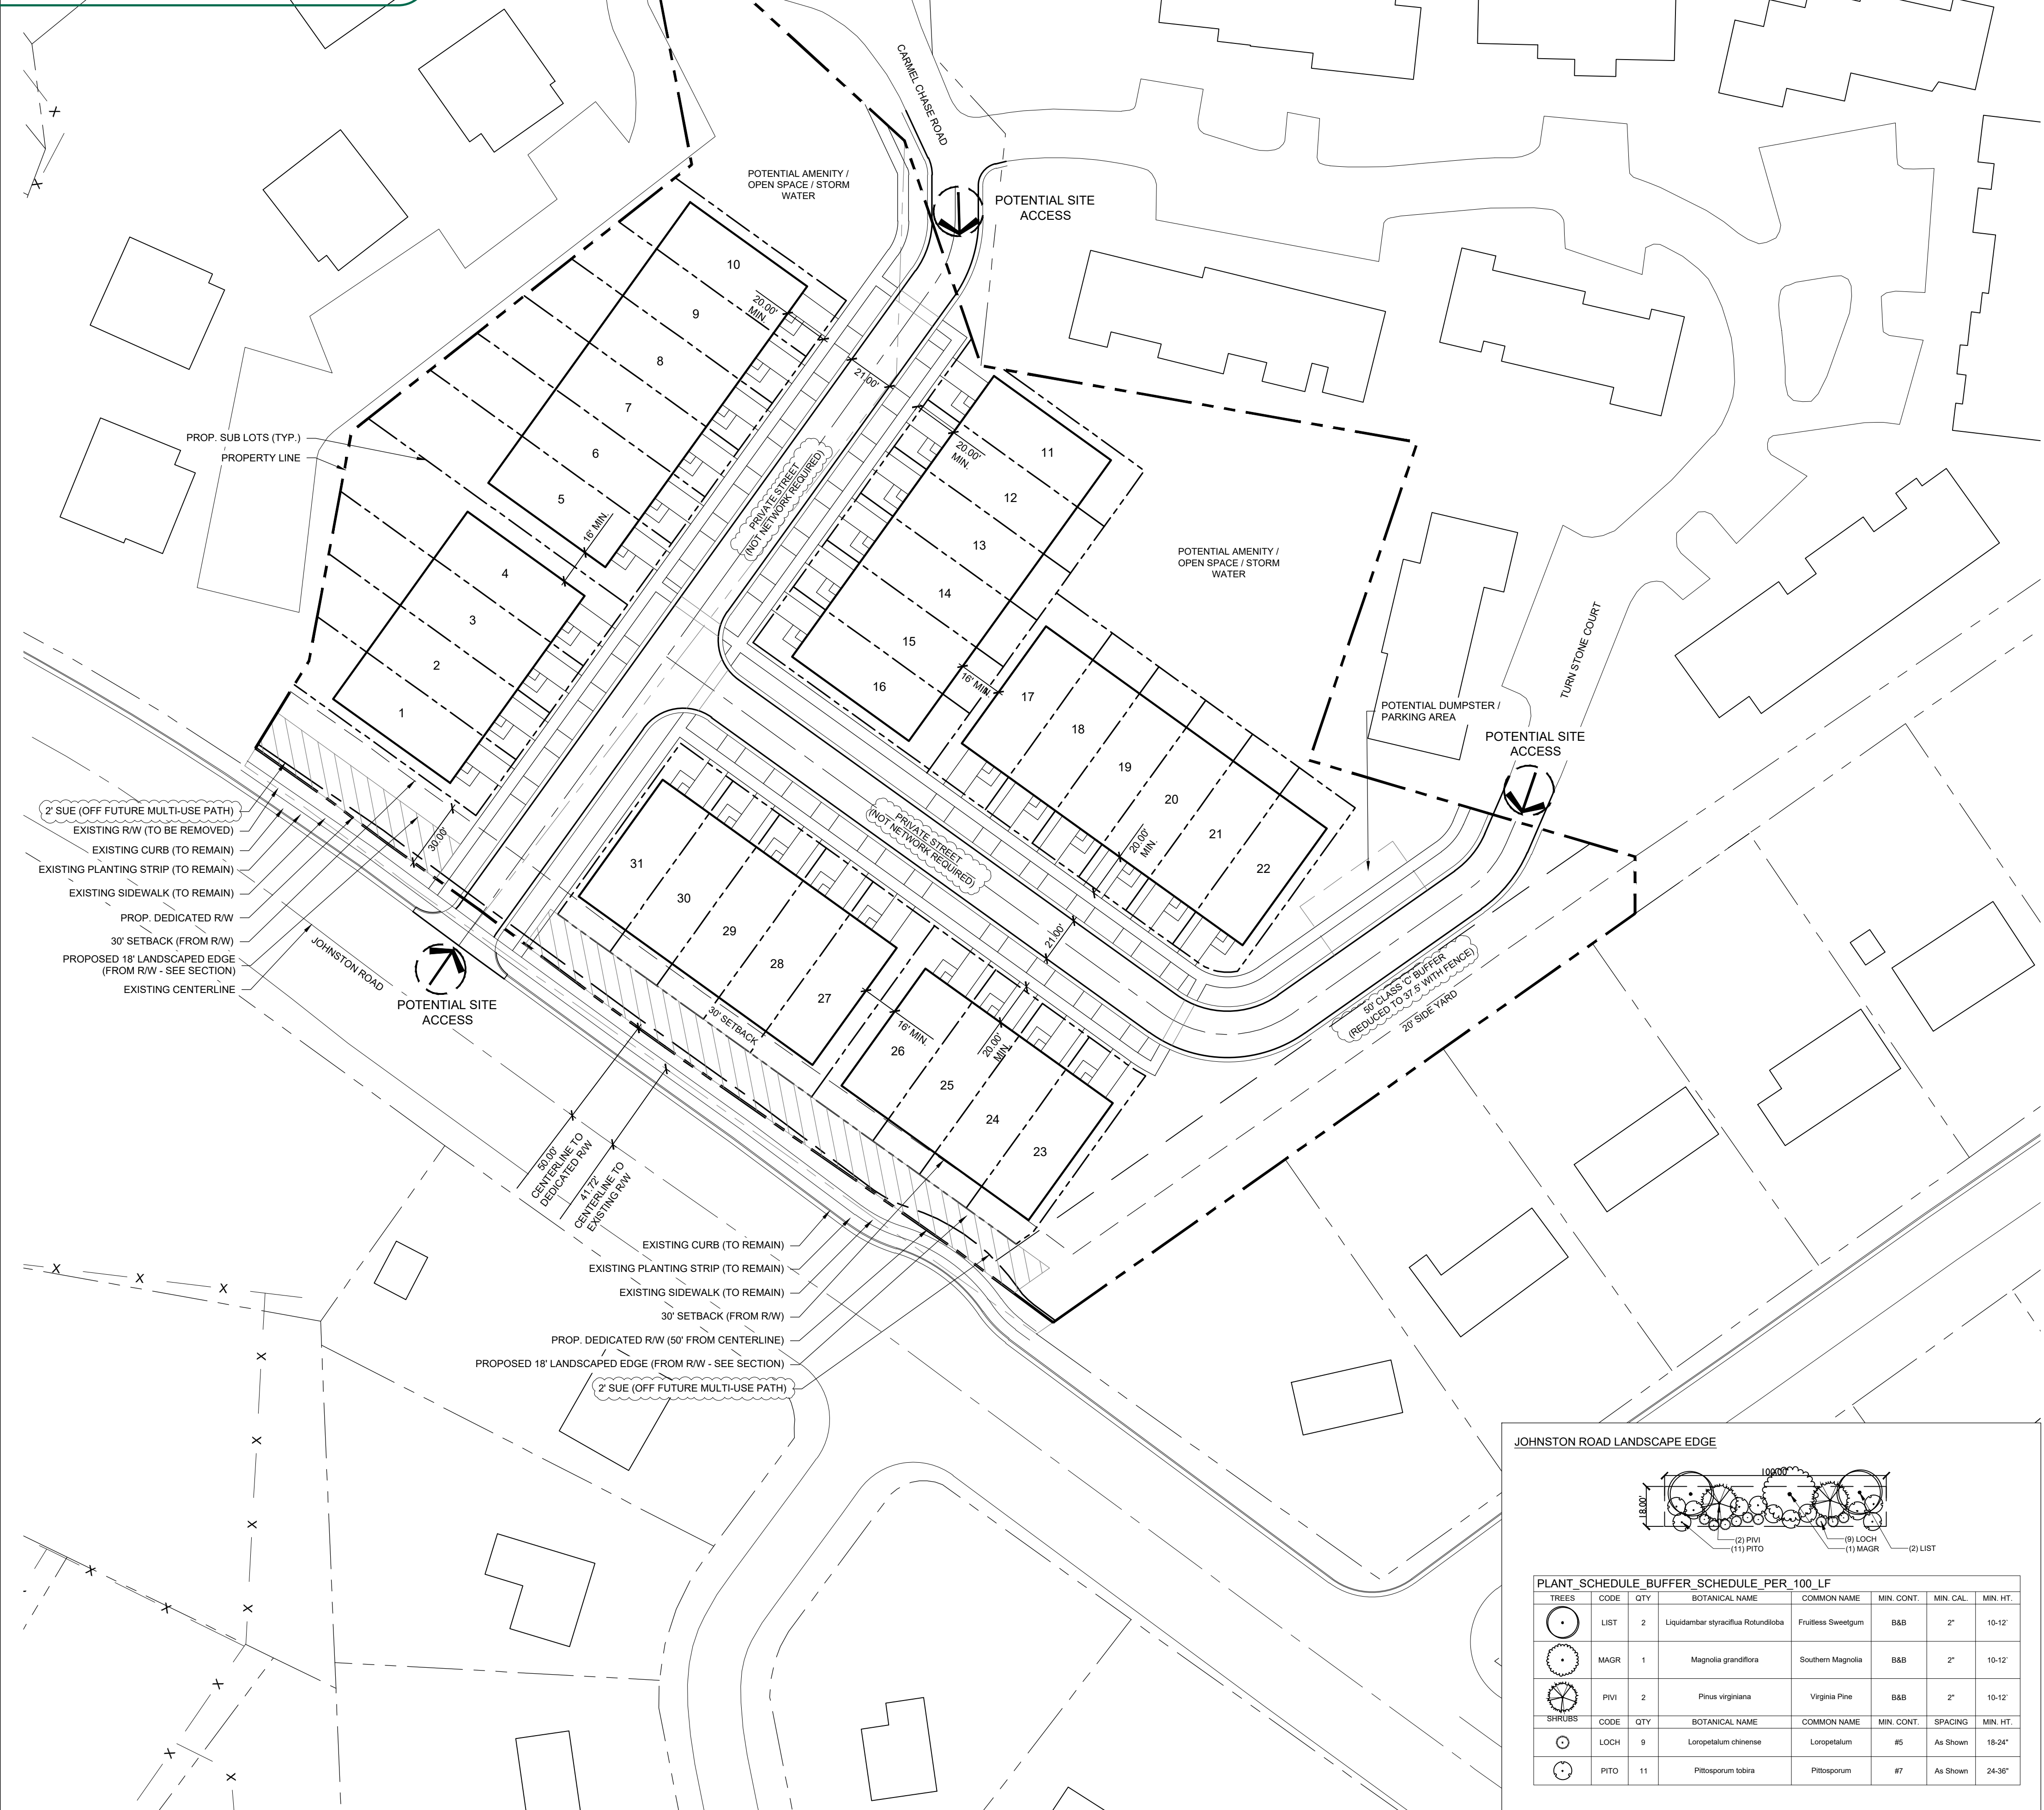 CARMEL CHASE ROAD
POTENTIAL AMENITY /
OPEN SPACE / STORM
WATER
POTENTIAL SITE
ACCESS
10
9
8
7
6
5
20.00'
MIN.
21.00'
PRIVATE STREET
(NOT NETWORK REQUIRED)
16' MIN.
PROP. SUB LOTS (TYP.)
PROPERTY LINE
4
3
2
1
20.00'
MIN.
11
12
13
14
15
16
16' MIN.
POTENTIAL AMENITY /
OPEN SPACE / STORM
WATER
17
18
19
20
21
22
20.00'
MIN.
TURN STONE COURT
POTENTIAL DUMPSTER /
PARKING AREA
POTENTIAL SITE
ACCESS
2' SUE (OFF FUTURE MULTI-USE PATH)
EXISTING R/W (TO BE REMOVED)
EXISTING CURB (TO REMAIN)
EXISTING PLANTING STRIP (TO REMAIN)
EXISTING SIDEWALK (TO REMAIN)
PROP. DEDICATED R/W
30' SETBACK (FROM R/W)
PROPOSED 18' LANDSCAPED EDGE
(FROM R/W - SEE SECTION)
EXISTING CENTERLINE
30.00'
JOHNSTON ROAD
POTENTIAL SITE
ACCESS
PRIVATE STREET
(NOT NETWORK REQUIRED)
21.00'
31
30
29
28
27
30' SETBACK
16' MIN.
26
25
24
23
20.00'
MIN.
50' CLASS 'C' BUFFER
(REDUCED TO 37.5' WITH FENCE)
20' SIDE YARD
50.00'
CENTERLINE TO
DEDICATED R/W
41.72'
CENTERLINE TO
EXISTING R/W
EXISTING CURB (TO REMAIN)
EXISTING PLANTING STRIP (TO REMAIN)
EXISTING SIDEWALK (TO REMAIN)
30' SETBACK (FROM R/W)
PROP. DEDICATED R/W (50' FROM CENTERLINE)
PROPOSED 18' LANDSCAPED EDGE (FROM R/W - SEE SECTION)
2' SUE (OFF FUTURE MULTI-USE PATH)
JOHNSTON ROAD LANDSCAPE EDGE
100.00'
18.00'
(2) PIVI
(11) PITO
(9) LOCH
(1) MAGR
(2) LIST
PLANT_SCHEDULE_BUFFER_SCHEDULE_PER_100_LF
TREES CODE QTY BOTANICAL NAME COMMON NAME MIN. CONT. MIN. CAL. MIN. HT.
LIST 2 Liquidambar styraciflua Rotundiloba Fruitless Sweetgum B&B 2" 10-12`
MAGR 1 Magnolia grandiflora Southern Magnolia B&B 2" 10-12`
PIVI 2 Pinus virginiana Virginia Pine B&B 2" 10-12`
SHRUBS CODE QTY BOTANICAL NAME COMMON NAME MIN. CONT. SPACING MIN. HT.
LOCH 9 Loropetalum chinense Loropetalum #5 As Shown 18-24"
PITO 11 Pittosporum tobira Pittosporum #7 As Shown 24-36"